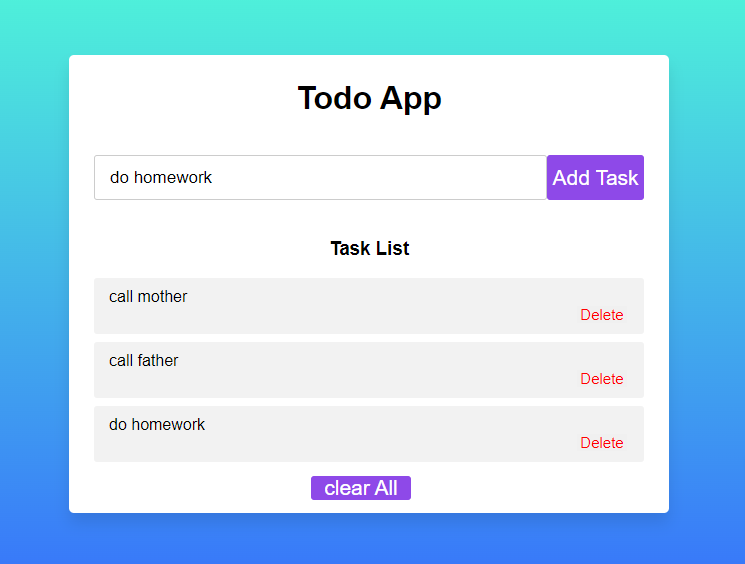 Todo App
do homework
Add Task
Task List
call mother
Delete
call father
Delete
do homework
Delete
clear All